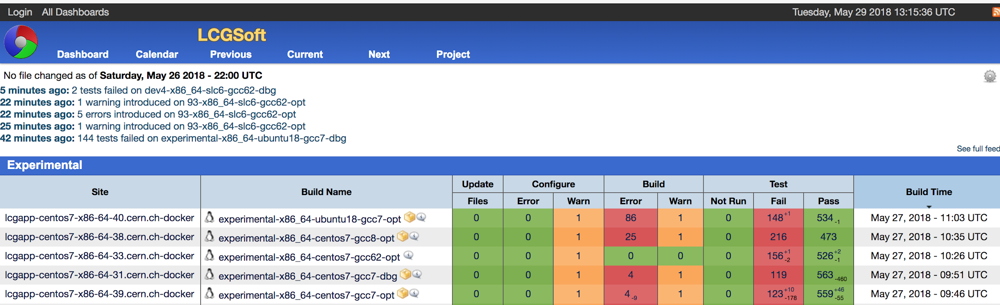 Login All Dashboards Tuesday, May 29 2018 13:15:36 UTC
LCGSoft
Dashboard Calendar Previous Current Next Project
No file changed as of Saturday, May 26 2018 - 22:00 UTC
5 minutes ago: 2 tests failed on dev4-x86_64-slc6-gcc62-dbg
22 minutes ago: 1 warning introduced on 93-x86_64-slc6-gcc62-opt
22 minutes ago: 5 errors introduced on 93-x86_64-slc6-gcc62-opt
25 minutes ago: 1 warning introduced on 93-x86_64-slc6-gcc62-opt
42 minutes ago: 144 tests failed on experimental-x86_64-ubuntu18-gcc7-dbg
See full feed
Experimental
Site Build Name Update Configure Build Test Build Time
Files Error Warn Error Warn Not Run Fail Pass
lcgapp-centos7-x86-64-40.cern.ch-docker experimental-x86_64-ubuntu18-gcc7-opt 0 0 1 86 1 0 148 +1 534 -1 May 27, 2018 - 11:03 UTC
lcgapp-centos7-x86-64-38.cern.ch-docker experimental-x86_64-centos7-gcc8-opt 0 0 1 25 1 0 216 473 May 27, 2018 - 10:35 UTC
lcgapp-centos7-x86-64-33.cern.ch-docker experimental-x86_64-centos7-gcc62-opt 0 0 1 0 0 0 156 +1 -2 526 +2 -1 May 27, 2018 - 10:26 UTC
lcgapp-centos7-x86-64-31.cern.ch-docker experimental-x86_64-centos7-gcc7-dbg 0 0 1 4 1 0 119 563 -460 May 27, 2018 - 09:51 UTC
lcgapp-centos7-x86-64-39.cern.ch-docker experimental-x86_64-centos7-gcc7-opt 0 0 1 4 -9 1 0 123 +10 -178 559 +46 -55 May 27, 2018 - 09:46 UTC